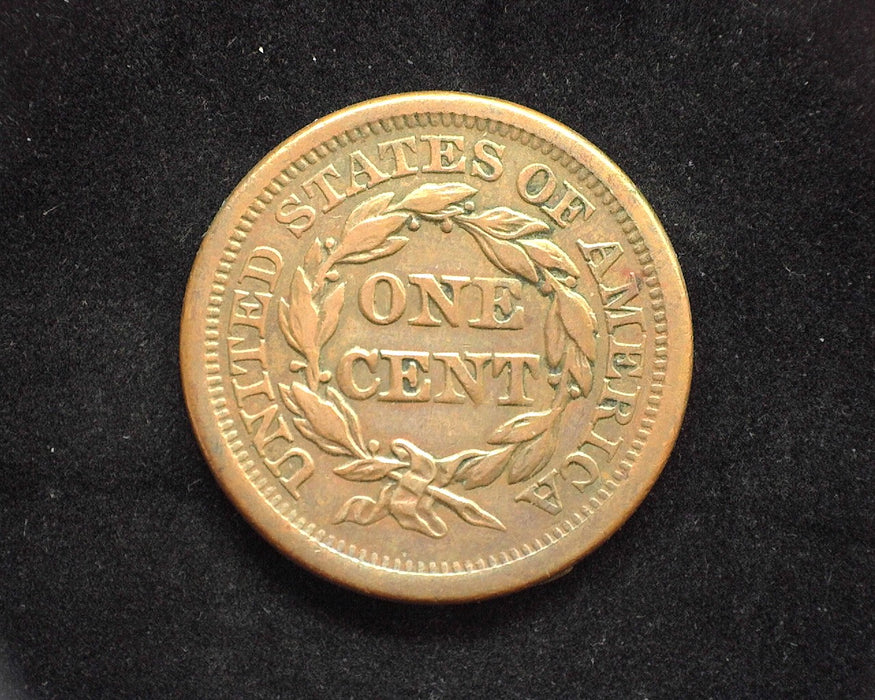 UNITED STATES OF AMERICA
ONE
CENT